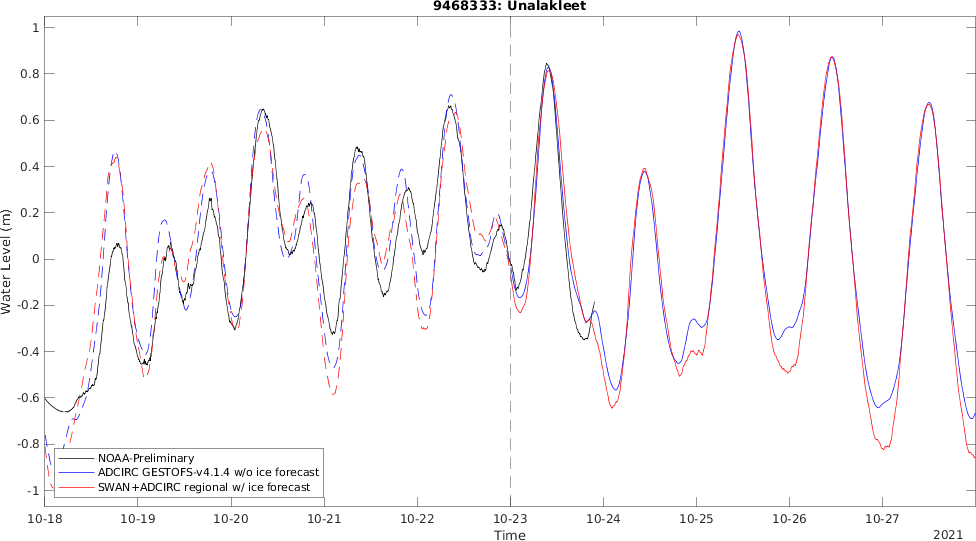 9468333: Unalakleet
Water Level (m)
1
0.8
0.6
0.4
0.2
0
-0.2
-0.4
-0.6
-0.8
-1
NOAA-Preliminary
ADCIRC GESTOFS-v4.1.4 w/o ice forecast
SWAN+ADCIRC regional w/ ice forecast
10-18 10-19 10-20 10-21 10-22 10-23 10-24 10-25 10-26 10-27
Time
2021